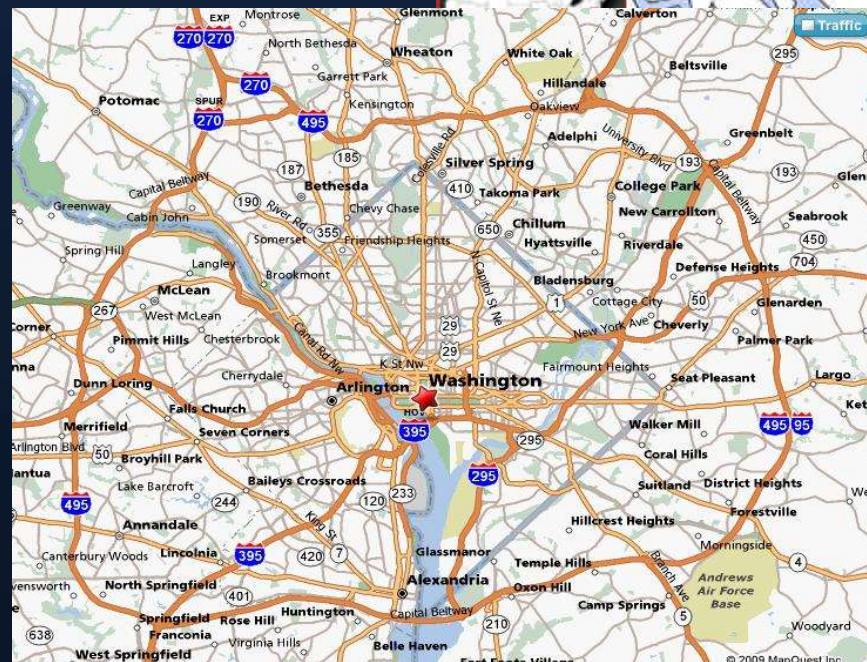 EXP
Montrose
Glenmont
Calverton
Traffic
270
270
North Bethesda
Wheaton
White Oak
295
Beltsville
Garrett Park
Hillandale
270
Potomac
SPUR
Kensington
Oakview
270
495
Colesville Rd
Adelphi
University Blvd
Greenbelt
185
193
Capital Beltway
187
Silver Spring
193
Capital Beltway
Bethesda
410
Takoma Park
College Park
Greenway
190
Chevy Chase
New Carrollton
Cabin John
River Rd
355
650
Chillum
Seabrook
Somerset
Friendship Heights
Hyattsville
Riverdale
450
Spring Hill
Langley
N Capitol St Ne
704
Brookmont
Bladensburg
Defense Heights
McLean
1
Cottage City
50
Glenarden
267
West McLean
Canal Rd Nw
29
New York Ave
Cheverly
Pimmit Hills
Chesterbrook
29
Palmer Park
K St Nw
Fairmount Heights
Dunn Loring
Cherrydale
Arlington
Washington
Seat Pleasant
Largo
Falls Church
HOV
Merrifield
Seven Corners
395
Walker Mill
495
95
Arlington Blvd
50
Broyhill Park
295
Coral Hills
Lake Barcroft
Baileys Crossroads
295
Suitland
District Heights
495
244
120
233
Forestville
Annandale
King St
Hillcrest Heights
Canterbury Woods
Lincolnia
395
420
7
Glassmanor
Morningside
Temple Hills
Branch Ave
4
North Springfield
Alexandria
Oxon Hill
Andrews
Air Force
Base
401
Camp Springs
Springfield
Rose Hill
Huntington
Capital Beltway
210
5
Woodyard
638
Franconia
Virginia Hills
Belle Haven
West Springfield
© 2009 MapQuest Inc